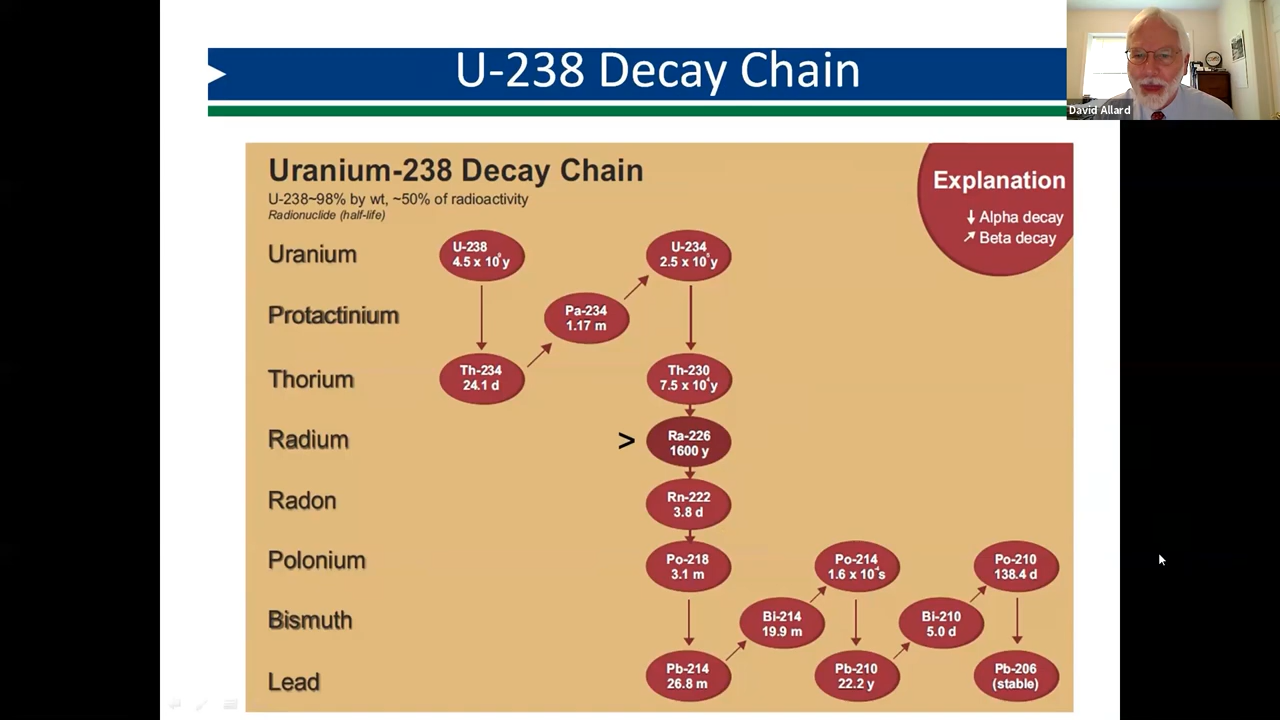 U-238 Decay Chain
David Allard
Uranium-238 Decay Chain
U-238~98% by wt, ~50% of radioactivity
Radionuclide (half-life)
Explanation
↓ Alpha decay
↗ Beta decay
Uranium
U-238
4.5 x 10⁹y
U-234
2.5 x 10⁵y
Protactinium
Pa-234
1.17 m
Thorium
Th-234
24.1 d
Th-230
7.5 x 10⁴y
Radium
>
Ra-226
1600 y
Radon
Rn-222
3.8 d
Polonium
Po-218
3.1 m
Po-214
1.6 x 10⁻⁴s
Po-210
138.4 d
Bismuth
Bi-214
19.9 m
Bi-210
5.0 d
Lead
Pb-214
26.8 m
Pb-210
22.2 y
Pb-206
(stable)